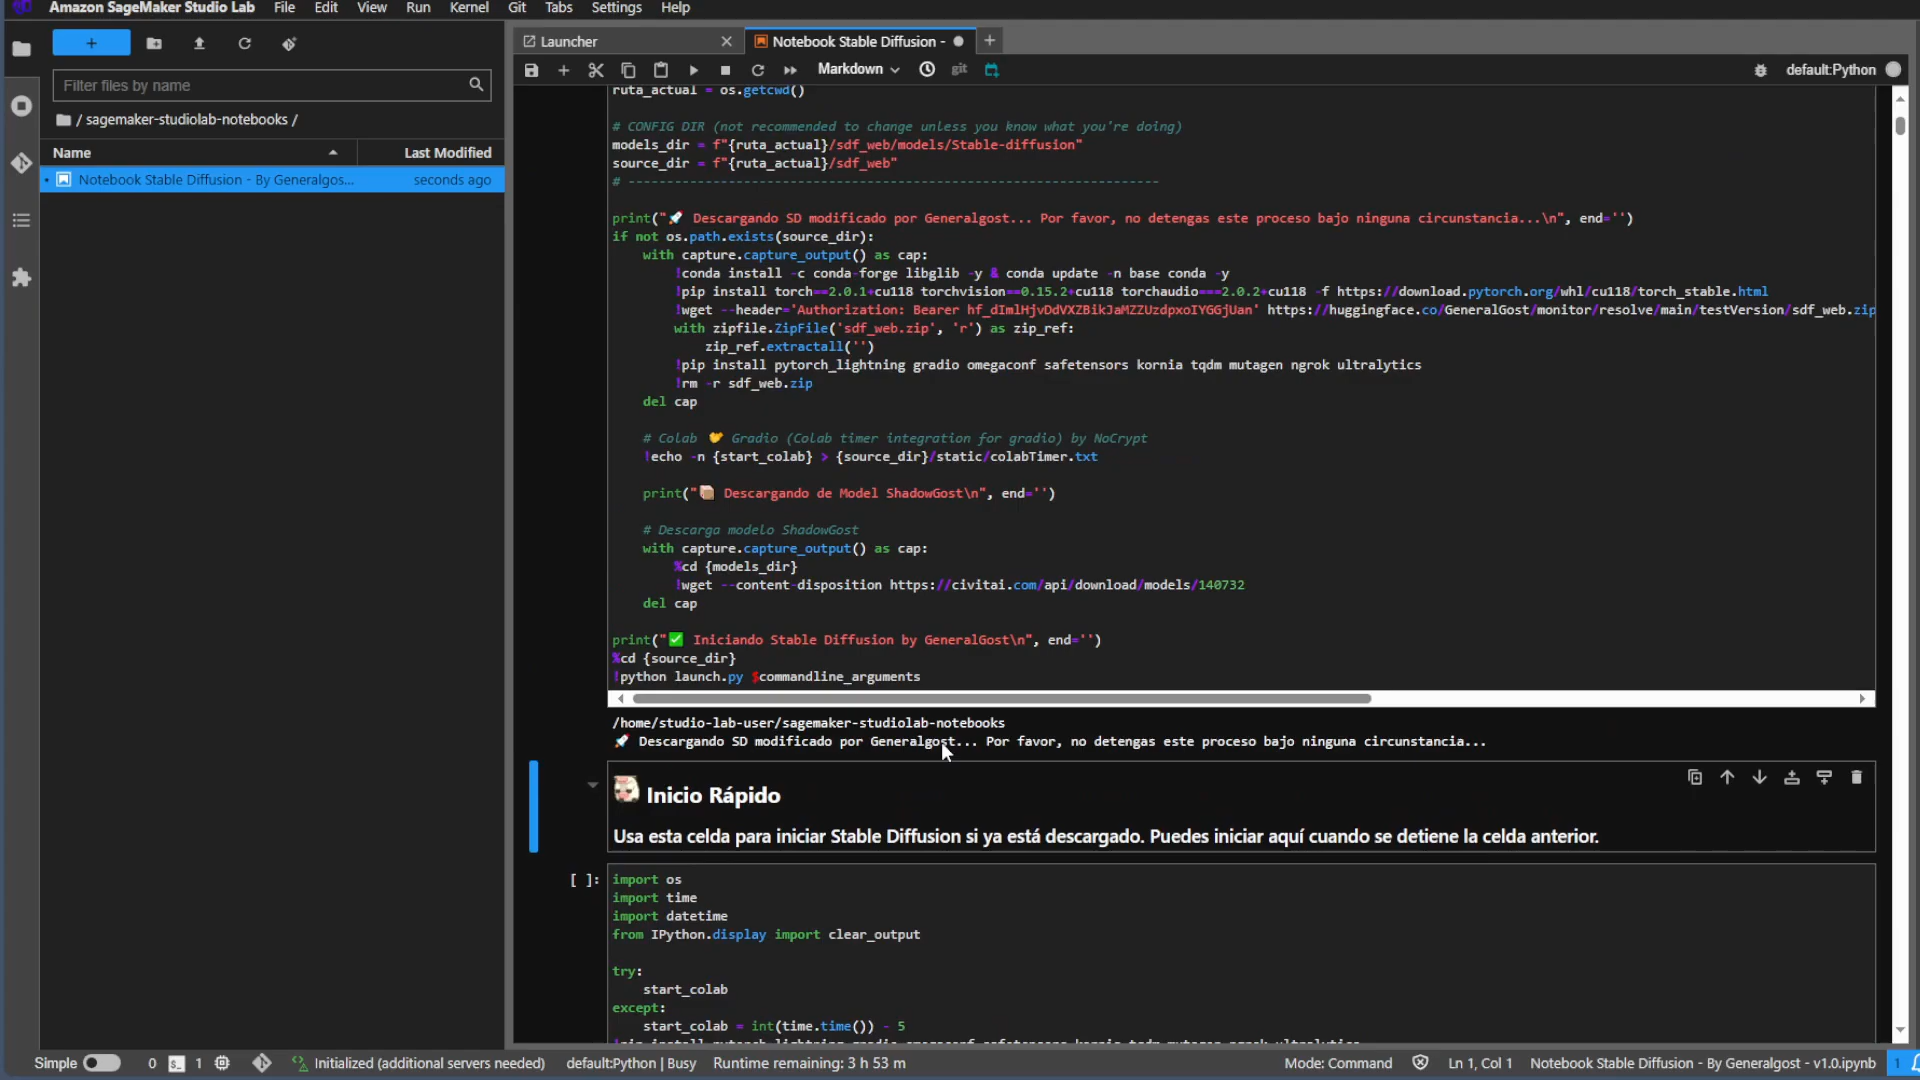 Amazon SageMaker Studio Lab File Edit View Run Kernel Git Tabs Settings Help
Launcher
Notebook Stable Diffusion -
Filter files by name
/ sagemaker-studiolab-notebooks /
Name Last Modified
Notebook Stable Diffusion - By Generalgos... seconds ago
Markdown
git
default:Python
ruta_actual = os.getcwd()
# CONFIG DIR (not recommended to change unless you know what you're doing)
models_dir = f"{ruta_actual}/sdf_web/models/Stable-diffusion"
source_dir = f"{ruta_actual}/sdf_web"
# ---------------------------------------------------------------------
print("🚀 Descargando SD modificado por Generalgost... Por favor, no detengas este proceso bajo ninguna circunstancia...\n", end='')
if not os.path.exists(source_dir):
with capture.capture_output() as cap:
!conda install -c conda-forge libglib -y & conda update -n base conda -y
!pip install torch==2.0.1+cu118 torchvision==0.15.2+cu118 torchaudio===2.0.2+cu118 -f https://download.pytorch.org/whl/cu118/torch_stable.html
!wget --header='Authorization: Bearer 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' https://huggingface.co/GeneralGost/monitor/resolve/main/testVersion/sdf_web.zip
with zipfile.ZipFile('sdf_web.zip', 'r') as zip_ref:
zip_ref.extractall('')
!pip install pytorch_lightning gradio omegaconf safetensors kornia tqdm mutagen ngrok ultralytics
!rm -r sdf_web.zip
del cap
# Colab 🤛 Gradio (Colab timer integration for gradio) by NoCrypt
!echo -n {start_colab} > {source_dir}/static/colabTimer.txt
print("📦 Descargando de Model ShadowGost\n", end='')
# Descarga modelo ShadowGost
with capture.capture_output() as cap:
%cd {models_dir}
!wget --content-disposition https://civitai.com/api/download/models/140732
del cap
print("✅ Iniciando Stable Diffusion by GeneralGost\n", end='')
%cd {source_dir}
!python launch.py $commandline_arguments
/home/studio-lab-user/sagemaker-studiolab-notebooks
🚀 Descargando SD modificado por Generalgost... Por favor, no detengas este proceso bajo ninguna circunstancia...
Inicio Rápido
Usa esta celda para iniciar Stable Diffusion si ya está descargado. Puedes iniciar aquí cuando se detiene la celda anterior.
[ ]: import os
import time
import datetime
from IPython.display import clear_output
try:
start_colab
except:
start_colab = int(time.time()) - 5
Simple 0 1 Initialized (additional servers needed) default:Python | Busy Runtime remaining: 3 h 53 m Mode: Command Ln 1, Col 1 Notebook Stable Diffusion - By Generalgost - v1.0.ipynb 1